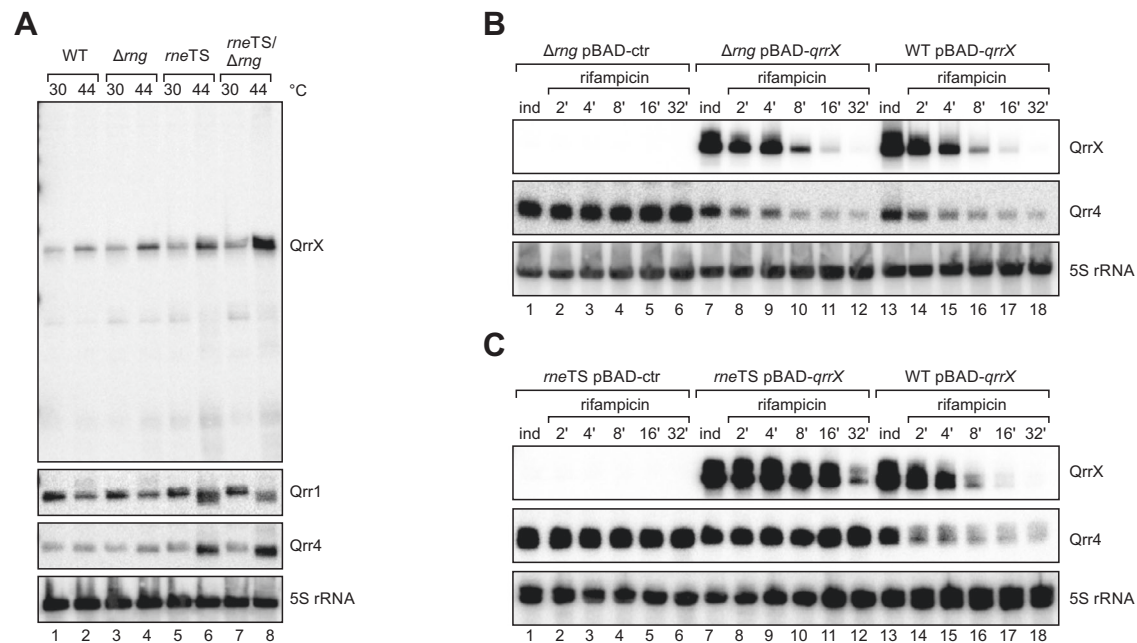 A
WT Δrng rneTS rneTS/
Δrng
30 44 30 44 30 44 30 44 °C
QrrX
Qrr1
Qrr4
5S rRNA
1 2 3 4 5 6 7 8
B
Δrng pBAD-ctr Δrng pBAD-qrrX WT pBAD-qrrX
rifampicin rifampicin rifampicin
ind 2' 4' 8' 16' 32' ind 2' 4' 8' 16' 32' ind 2' 4' 8' 16' 32'
QrrX
Qrr4
5S rRNA
1 2 3 4 5 6 7 8 9 10 11 12 13 14 15 16 17 18
C
rneTS pBAD-ctr rneTS pBAD-qrrX WT pBAD-qrrX
rifampicin rifampicin rifampicin
ind 2' 4' 8' 16' 32' ind 2' 4' 8' 16' 32' ind 2' 4' 8' 16' 32'
QrrX
Qrr4
5S rRNA
1 2 3 4 5 6 7 8 9 10 11 12 13 14 15 16 17 18